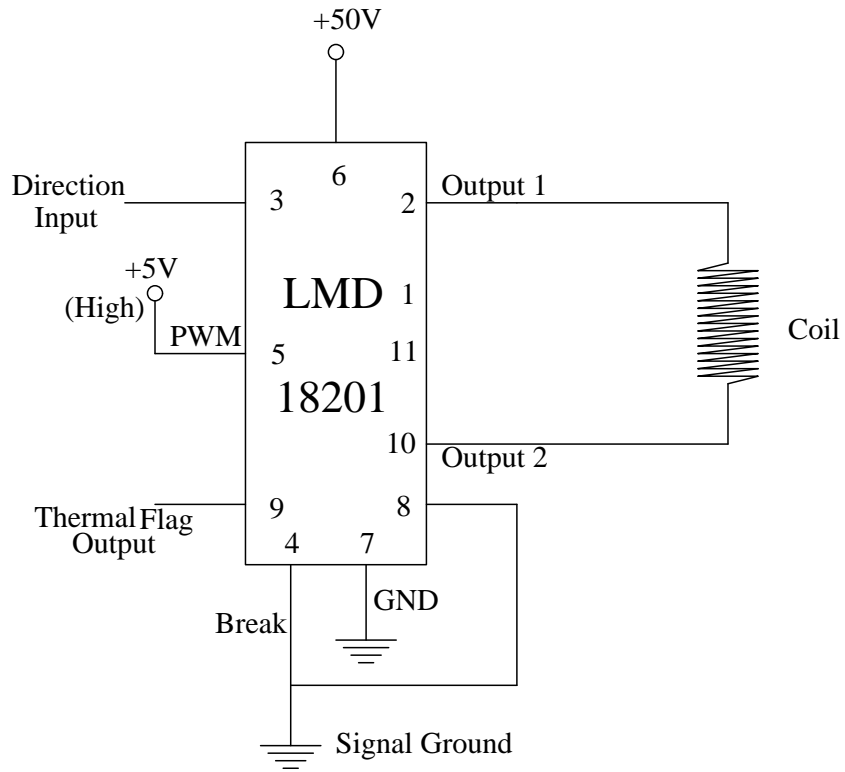 +50V
6
Direction
Input
3
2
Output 1
+5V
(High)
LMD
1
PWM
5
11
Coil
18201
10
Output 2
9
8
Thermal Flag
Output
4
7
GND
Break
Signal Ground